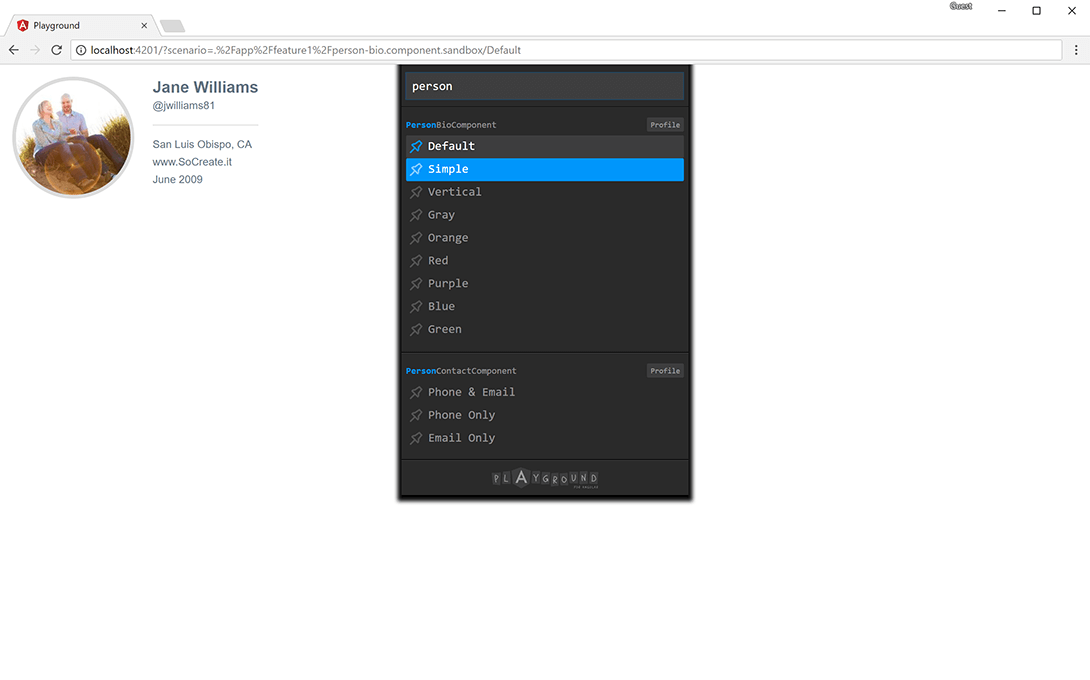 Guest
Playground
localhost:4201/?scenario=.%2Fapp%2Ffeature1%2Fperson-bio.component.sandbox/Default
Jane Williams
@jwilliams81
San Luis Obispo, CA
www.SoCreate.it
June 2009
person
PersonBioComponent Profile
Default
Simple
Vertical
Gray
Orange
Red
Purple
Blue
Green
PersonContactComponent Profile
Phone & Email
Phone Only
Email Only
PLAYGROUND
FOR ANGULAR